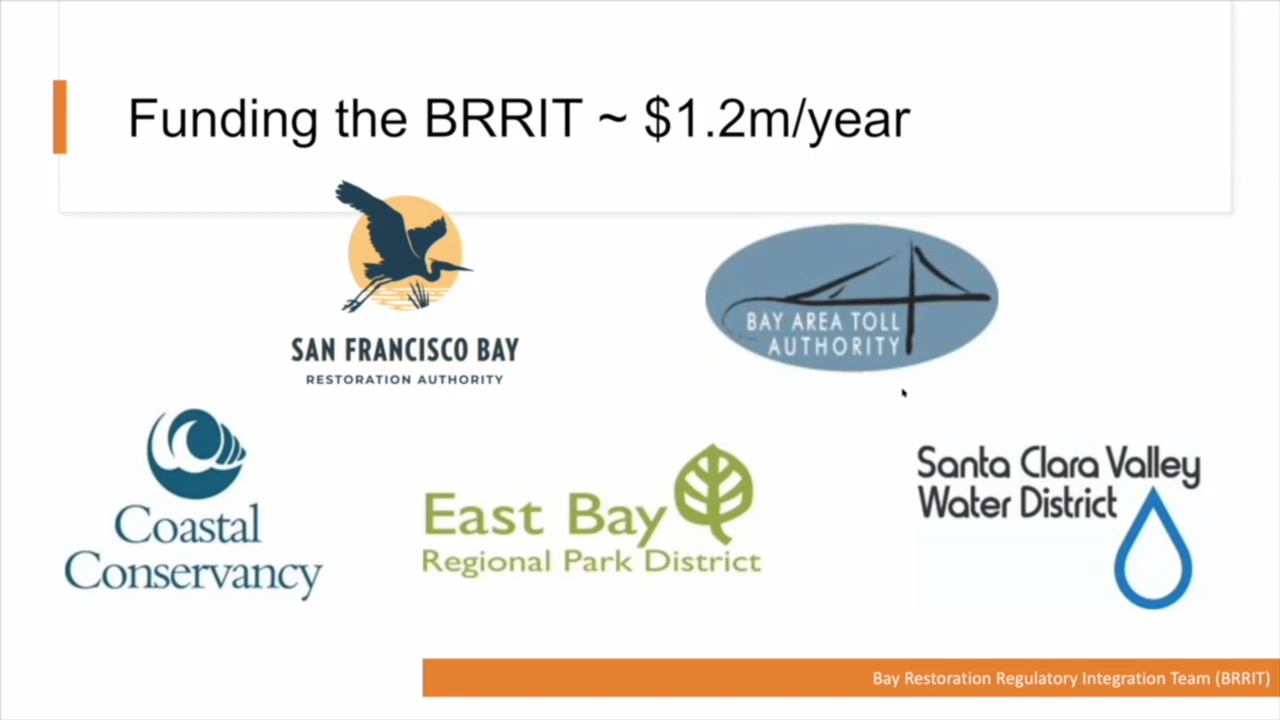 Funding the BRRIT ~ $1.2m/year
SAN FRANCISCO BAY
RESTORATION AUTHORITY
BAY AREA TOLL
AUTHORITY
Coastal
Conservancy
East Bay
Regional Park District
Santa Clara Valley
Water District
Bay Restoration Regulatory Integration Team (BRRIT)